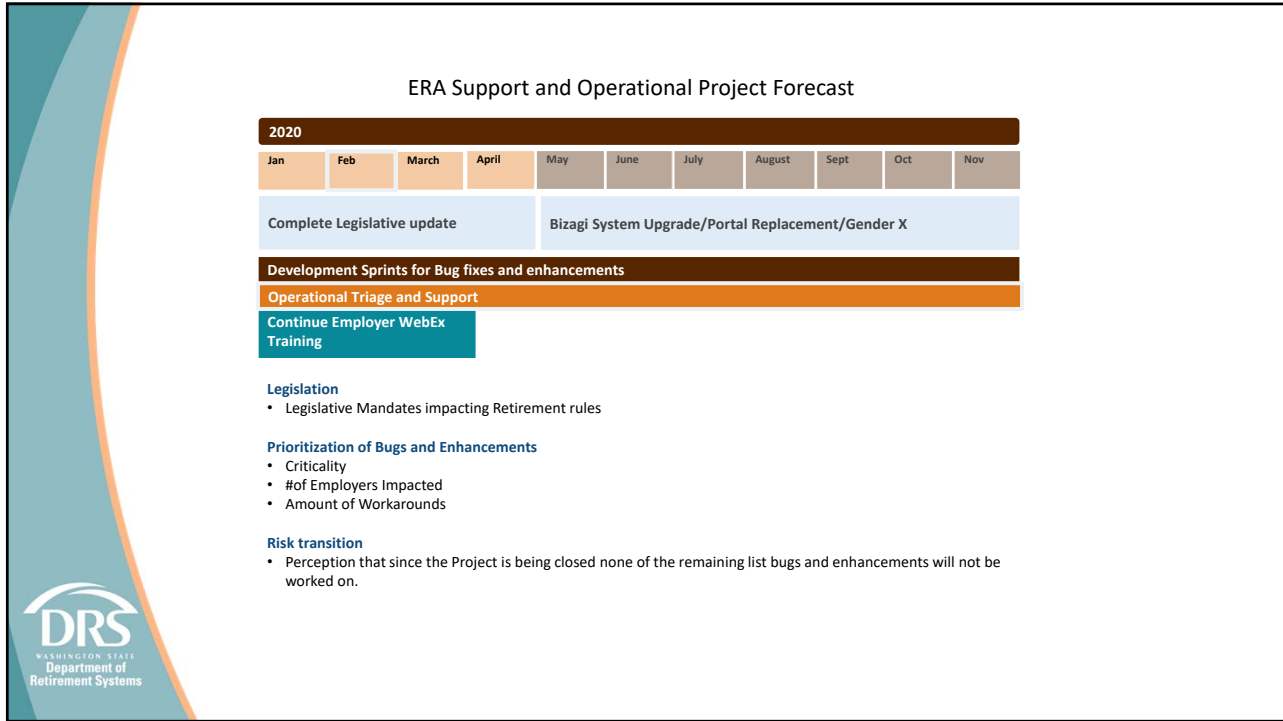 ERA Support and Operational Project Forecast
2020
Jan Feb March April May June July August Sept Oct Nov
Complete Legislative update Bizagi System Upgrade/Portal Replacement/Gender X
Development Sprints for Bug fixes and enhancements
Operational Triage and Support
Continue Employer WebEx
Training
Legislation
• Legislative Mandates impacting Retirement rules
Prioritization of Bugs and Enhancements
• Criticality
• #of Employers Impacted
• Amount of Workarounds
Risk transition
• Perception that since the Project is being closed none of the remaining list bugs and enhancements will not be
worked on.
DRS
WASHINGTON STATE
Department of
Retirement Systems